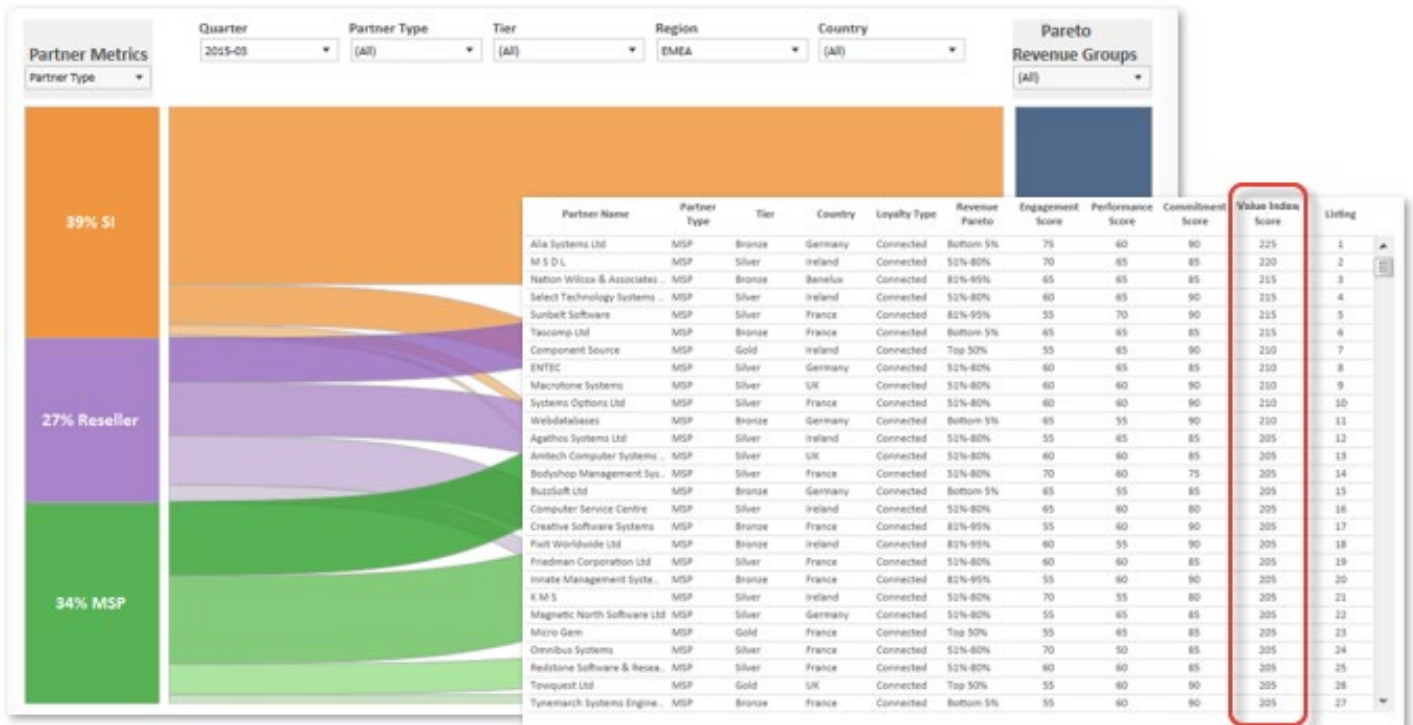 Quarter Partner Type Tier Region Country Pareto
Partner Metrics Revenue Groups
2015-03 (All) (All) EMEA (All)
Partner Type (All)
39% SI
27% Reseller
34% MSP
Partner Name Partner Type Tier Country Loyalty Type Revenue Pareto Engagement Score Performance Score Commitment Score Value Index Score Listing
Alia Systems Ltd MSP Bronze Germany Connected Bottom 5% 75 60 90 225 1
M S D L MSP Silver Ireland Connected 51%-80% 70 65 85 220 2
Nation Wilcox & Associates .. MSP Bronze Benelux Connected 81%-95% 65 65 85 215 3
Select Technology Systems .. MSP Silver Ireland Connected 51%-80% 60 65 90 215 4
Sunbelt Software MSP Silver France Connected 81%-95% 55 70 90 215 5
Tascomp Ltd MSP Bronze France Connected Bottom 5% 65 65 85 215 6
Component Source MSP Gold Ireland Connected Top 50% 55 65 90 210 7
ENTEC MSP Silver Germany Connected 51%-80% 60 65 85 210 8
Macrotone Systems MSP Silver UK Connected 51%-80% 60 60 90 210 9
Systems Options Ltd MSP Silver France Connected 51%-80% 60 60 90 210 10
Webdatabases MSP Bronze Germany Connected Bottom 5% 65 55 90 210 11
Agathos Systems Ltd MSP Silver Ireland Connected 51%-80% 55 65 85 205 12
Amtech Computer Systems .. MSP Silver UK Connected 51%-80% 60 60 85 205 13
Bodyshop Management Sys.. MSP Silver France Connected 51%-80% 70 60 75 205 14
BuzzSoft Ltd MSP Bronze Germany Connected Bottom 5% 65 55 85 205 15
Computer Service Centre MSP Silver Ireland Connected 51%-80% 65 60 80 205 16
Creative Software Systems MSP Bronze France Connected 81%-95% 55 60 90 205 17
Fixit Worldwide Ltd MSP Bronze Ireland Connected 81%-95% 60 55 90 205 18
Friedman Corporation Ltd MSP Silver France Connected 51%-80% 60 60 85 205 19
Innate Management Syste.. MSP Bronze France Connected 81%-95% 55 60 90 205 20
K M S MSP Silver Ireland Connected 51%-80% 70 55 80 205 21
Magnetic North Software Ltd MSP Silver Germany Connected 51%-80% 55 65 85 205 22
Micro Gem MSP Gold France Connected Top 50% 55 65 85 205 23
Omnibus Systems MSP Silver France Connected 51%-80% 70 50 85 205 24
Redstone Software & Resea.. MSP Silver France Connected 51%-80% 60 60 85 205 25
Towquest Ltd MSP Gold UK Connected Top 50% 55 60 90 205 26
Tynemarch Systems Engine.. MSP Bronze France Connected Bottom 5% 55 60 90 205 27